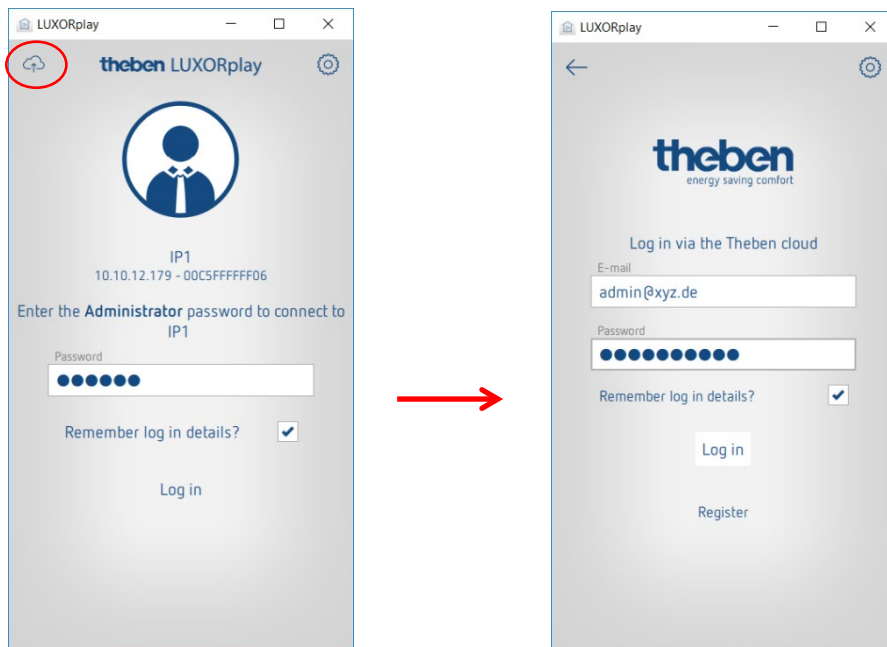 LUXORplay
theben LUXORplay
IP1
10.10.12.179 - 00C5FFFFFF06
Enter the Administrator password to connect to
IP1
Password
Remember log in details?
Log in
LUXORplay
theben
energy saving comfort
Log in via the Theben cloud
E-mail
admin@xyz.de
Password
Remember log in details?
Log in
Register